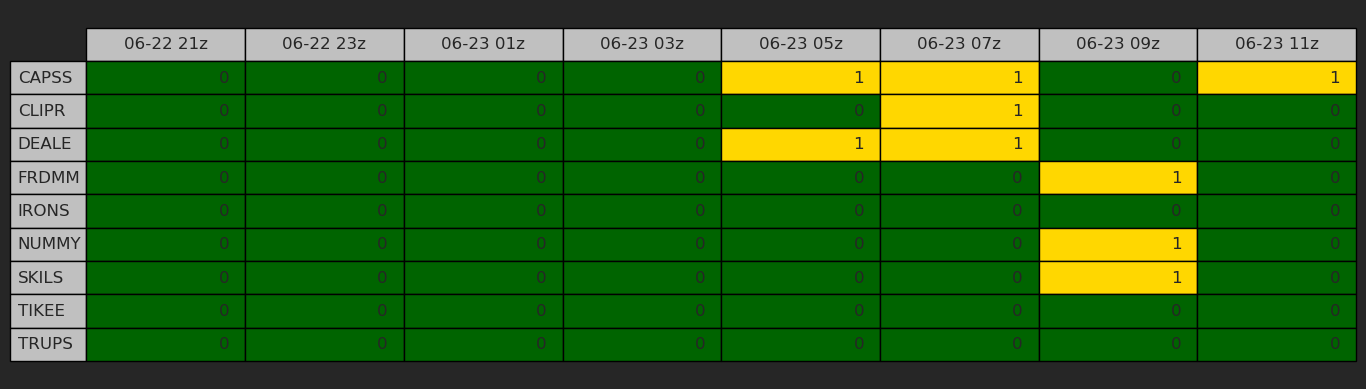 06-22 21z 06-22 23z 06-23 01z 06-23 03z 06-23 05z 06-23 07z 06-23 09z 06-23 11z
CAPSS 0 0 0 0 1 1 0 1
CLIPR 0 0 0 0 0 1 0 0
DEALE 0 0 0 0 1 1 0 0
FRDMM 0 0 0 0 0 0 1 0
IRONS 0 0 0 0 0 0 0 0
NUMMY 0 0 0 0 0 0 1 0
SKILS 0 0 0 0 0 0 1 0
TIKEE 0 0 0 0 0 0 0 0
TRUPS 0 0 0 0 0 0 0 0